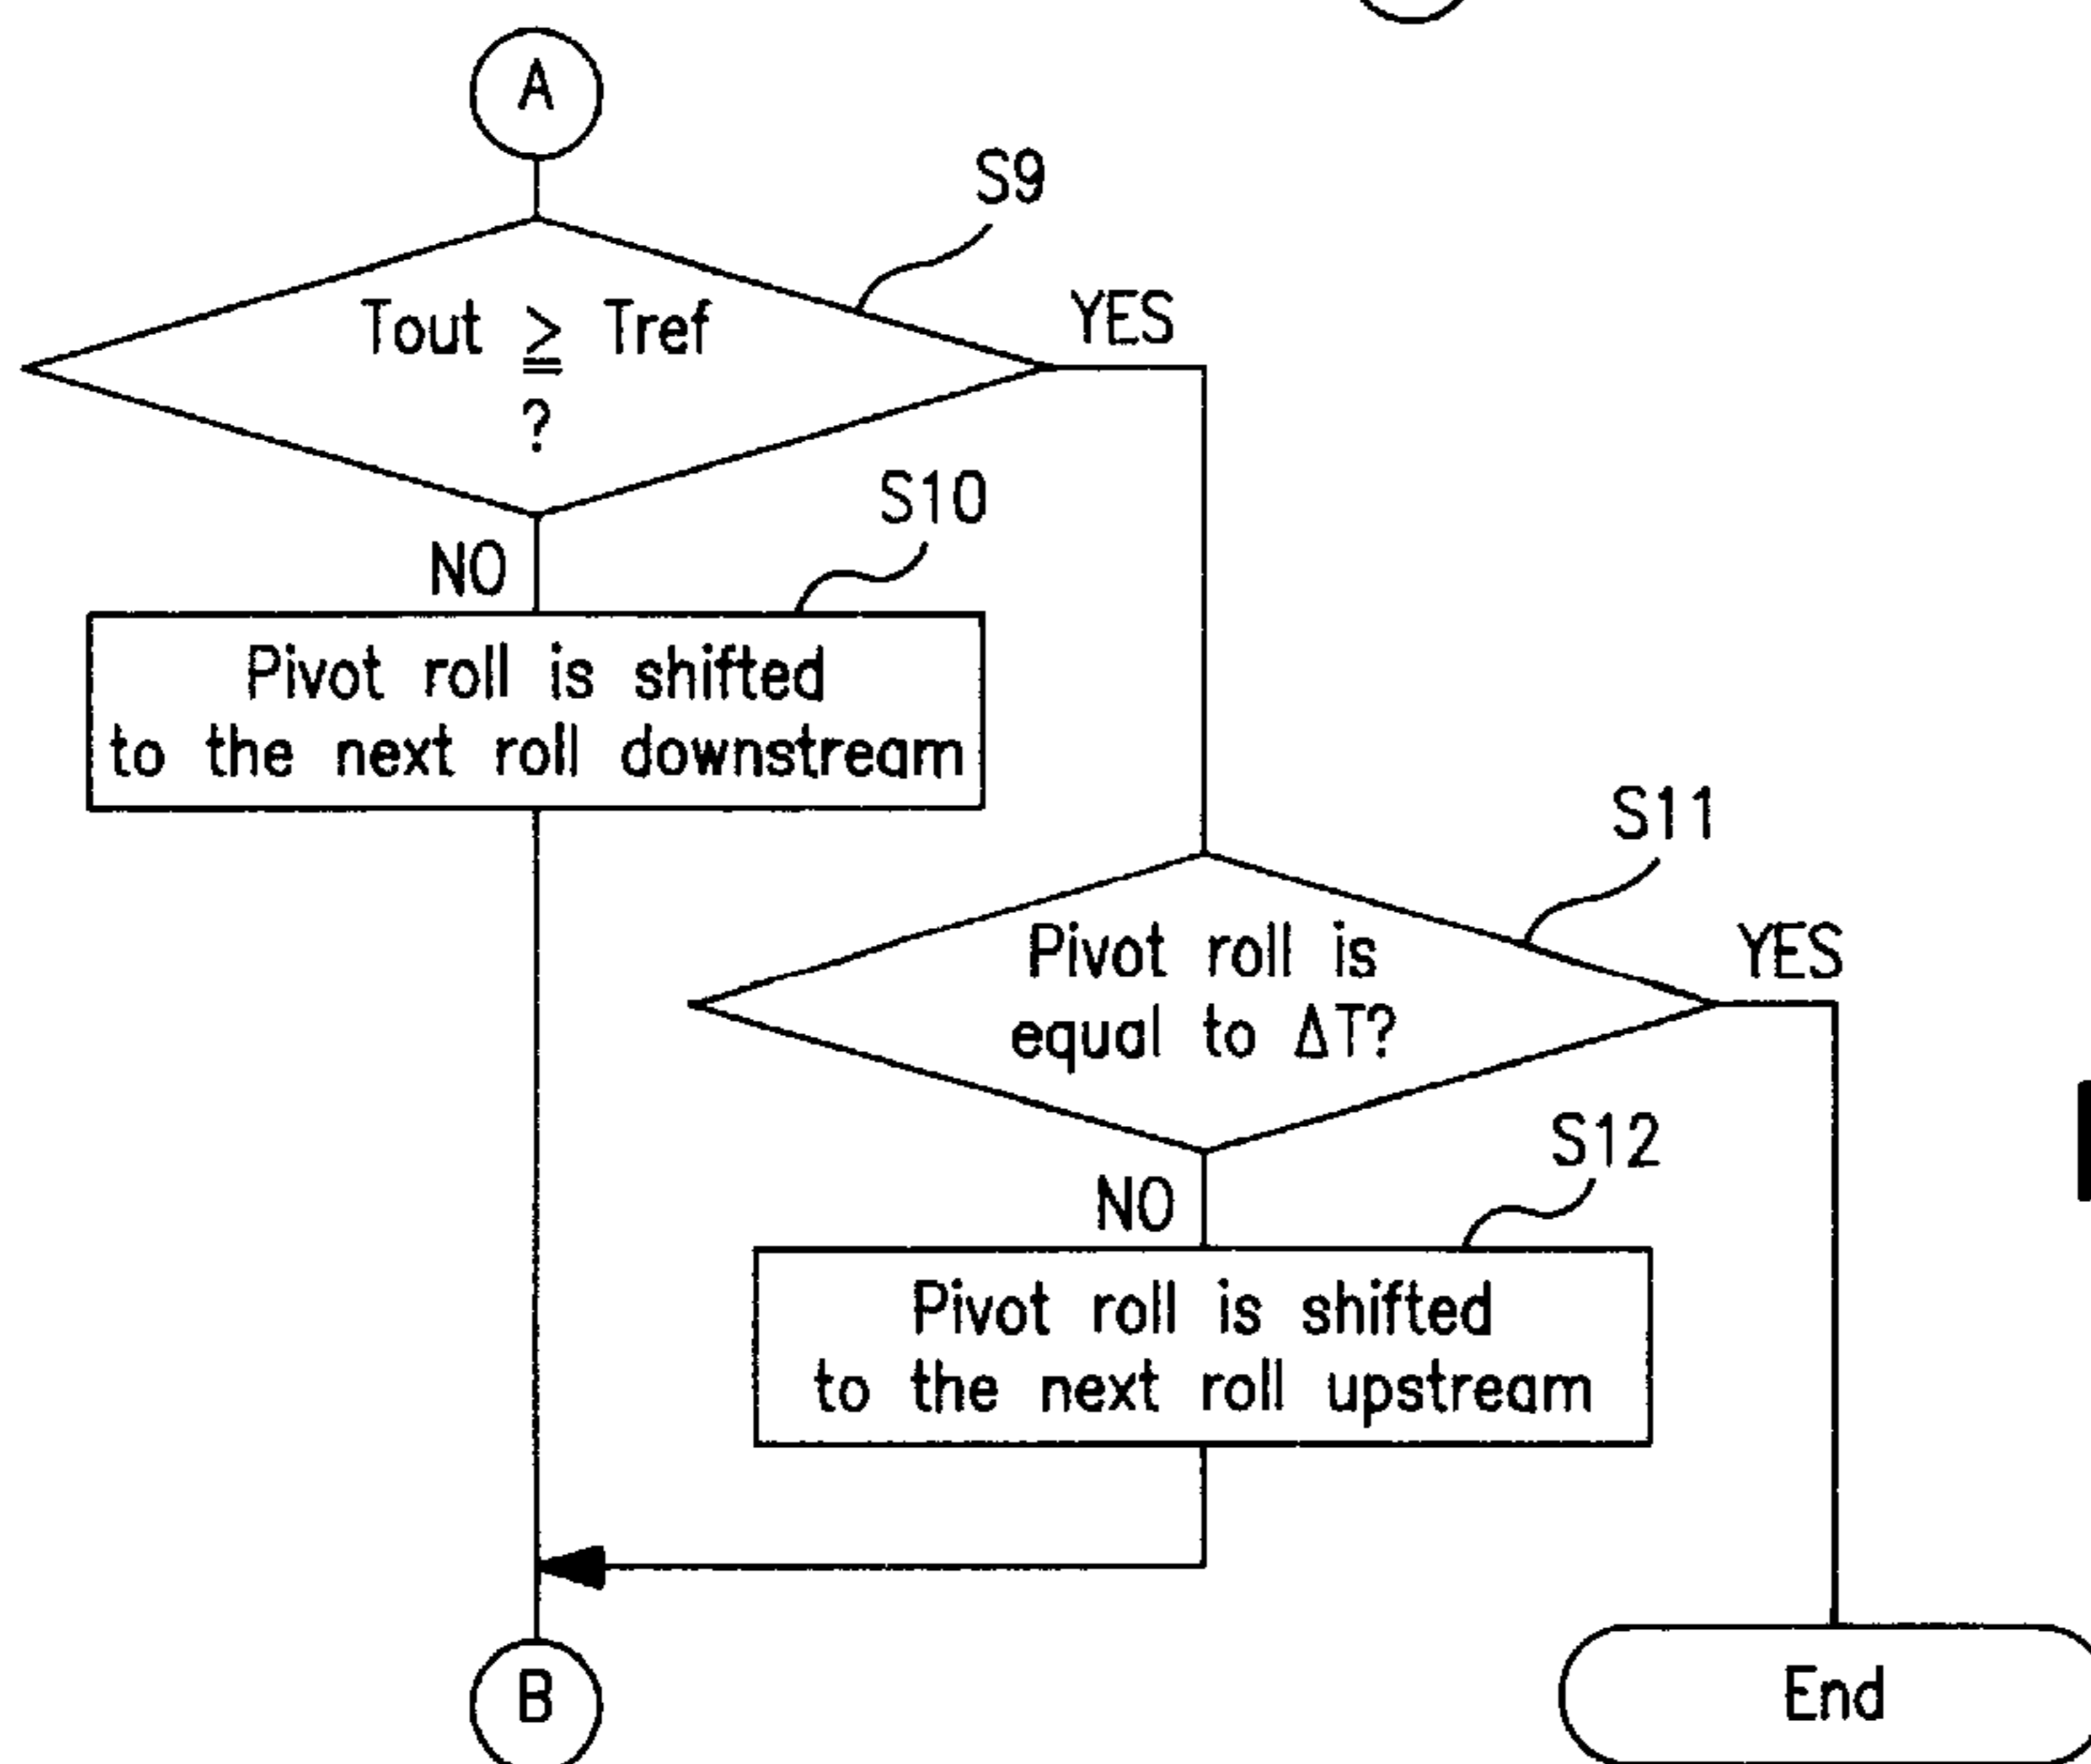 A
S9
Tout ≧ Tref
?
YES
S10
NO
Pivot roll is shifted
to the next roll downstream
S11
Pivot roll is
equal to ΔT?
YES
S12
NO
Pivot roll is shifted
to the next roll upstream
B
End